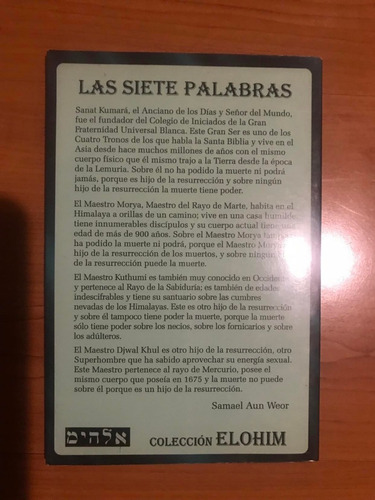 LAS SIETE PALABRAS
Sanat Kumará, el Anciano de los Días y Señor del Mundo,
fue el fundador del Colegio de Iniciados de la Gran
Fraternidad Universal Blanca. Este Gran Ser es uno de los
Cuatro Tronos de los que habla la Santa Biblia y vive en el
Asia desde hace muchos millones de años con el mismo
cuerpo físico que él mismo trajo a la Tierra desde la época
de la Lemuria. Sobre él no ha podido la muerte ni podrá
jamás, porque es hijo de la resurrección y sobre ningún
hijo de la resurrección la muerte tiene poder.
El Maestro Morya, Maestro del Rayo de Marte, habita en el
Himalaya a orillas de un camino; vive en una casa humilde
tiene innumerables discípulos y su cuerpo actual tiene una
edad de más de 900 años. Sobre el Maestro Morya tampoco
ha podido la muerte ni podrá, porque el Maestro Morya
hijo de la resurrección de los muertos, y sobre ningún
de la resurrección puede la muerte.
El Maestro Kuthumi es también muy conocido en Occidente
y pertenece al Rayo de la Sabiduría; es también de edades
indescifrables y tiene su santuario sobre las cumbres
nevadas de los Himalayas. Este es otro hijo de la resurrección
y sobre él tampoco tiene poder la muerte, porque la muerte
sólo tiene poder sobre los necios, sobre los fornicarios y sobre
los adúlteros.
El Maestro Djwal Khul es otro hijo de la resurrección, otro
Superhombre que ha sabido aprovechar su energía sexual.
Este Maestro pertenece al rayo de Mercurio, posee el
mismo cuerpo que poseía en 1675 y la muerte no puede
sobre él porque es un hijo de la resurrección.
Samael Aun Weor
אלהים
COLECCIÓN ELOHIM